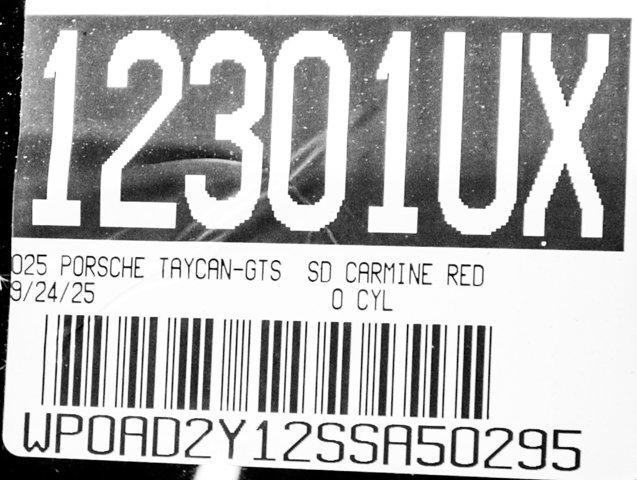 12301UX
025 PORSCHE TAYCAN-GTS SD CARMINE RED
9/24/25 0 CYL
WP0AD2Y12SSA50295